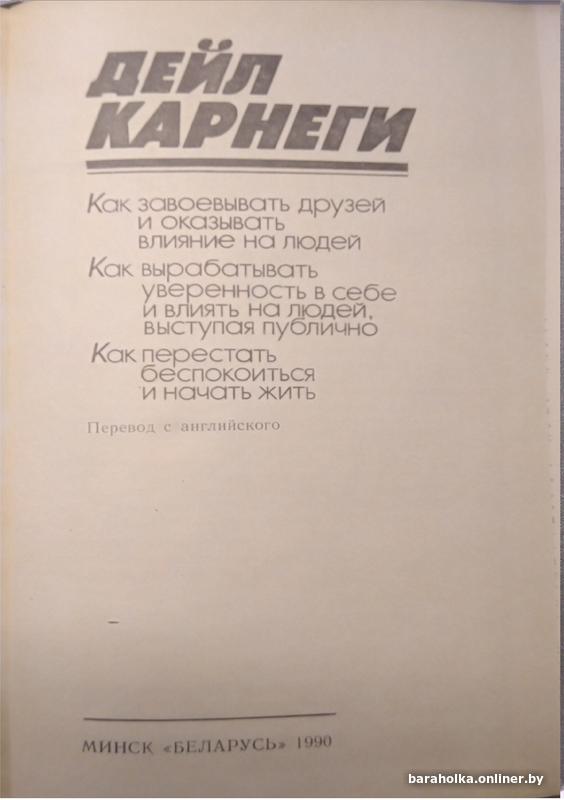 ДЕЙЛ
КАРНЕГИ
Как завоевывать друзей
и оказывать
влияние на людей
Как вырабатывать
уверенность в себе
и влиять на людей,
выступая публично
Как перестать
беспокоиться
и начать жить
Перевод с английского
МИНСК «БЕЛАРУСЬ» 1990
baraholka.onliner.by